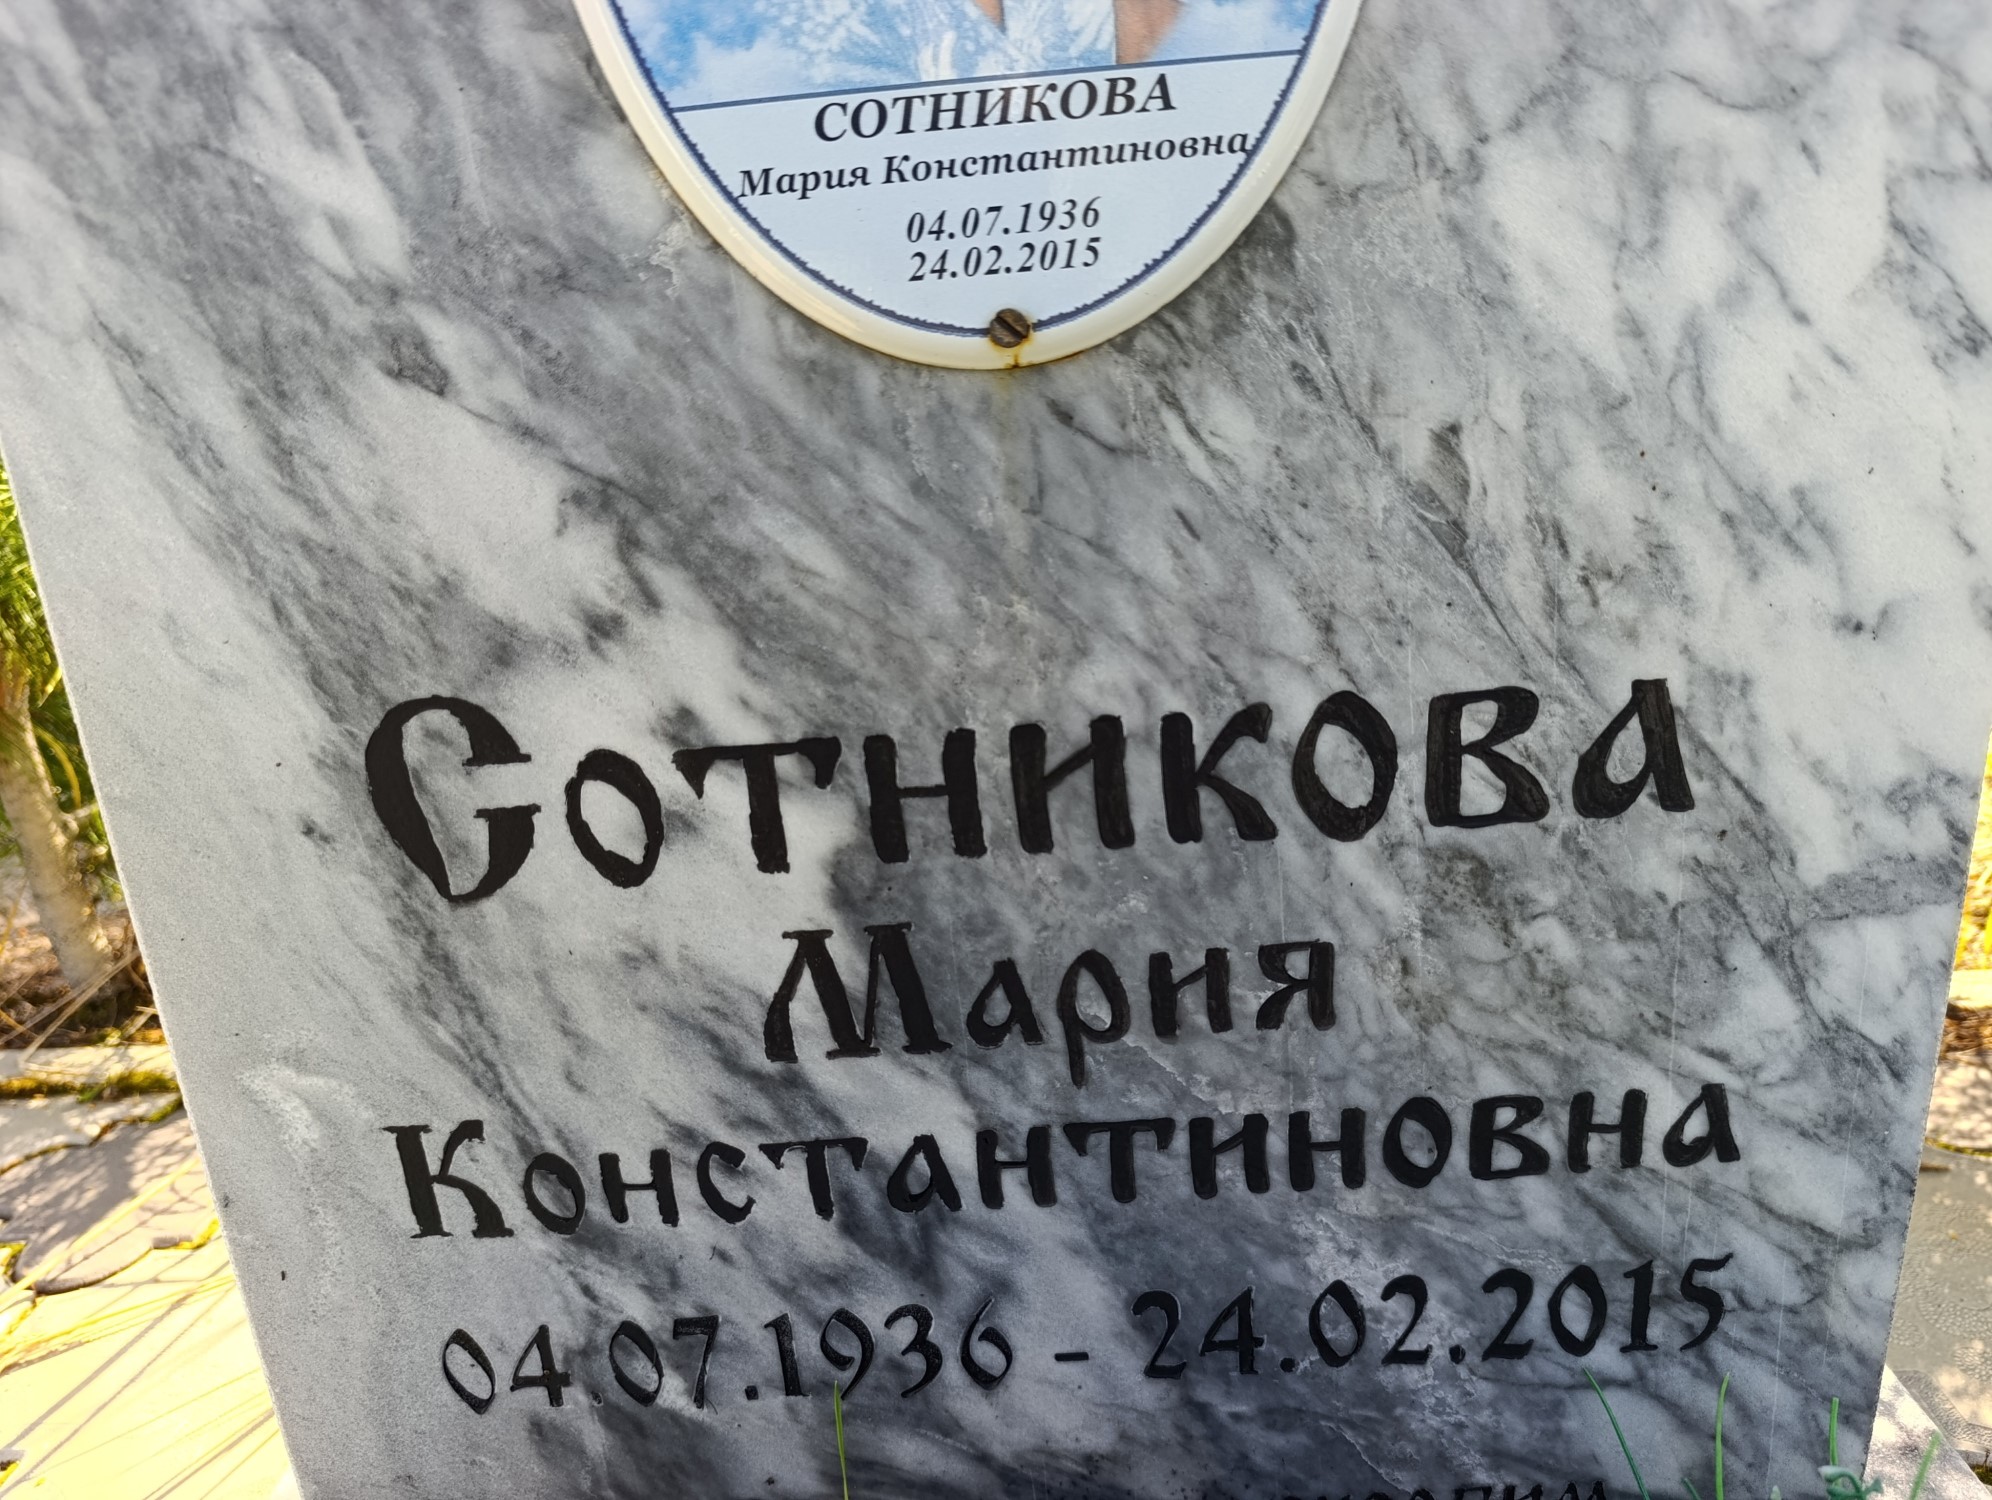 СОТНИКОВА
Мария Константиновна
04.07.1936
24.02.2015
Сотникова
Мария
Константиновна
04.07.1936 - 24.02.2015